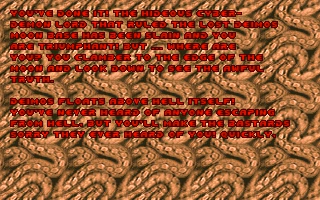 YOU'VE DONE IT! THE HIDEOUS CYBER-
DEMON LORD THAT RULED THE LOST DEIMOS
MOON BASE HAS BEEN SLAIN AND YOU
ARE TRIUMPHANT! BUT ... WHERE ARE
YOU? YOU CLAMBER TO THE EDGE OF THE
MOON AND LOOK DOWN TO SEE THE AWFUL
TRUTH.
DEIMOS FLOATS ABOVE HELL ITSELF!
YOU'VE NEVER HEARD OF ANYONE ESCAPING
FROM HELL, BUT YOU'LL MAKE THE BASTARDS
SORRY THEY EVER HEARD OF YOU! QUICKLY,